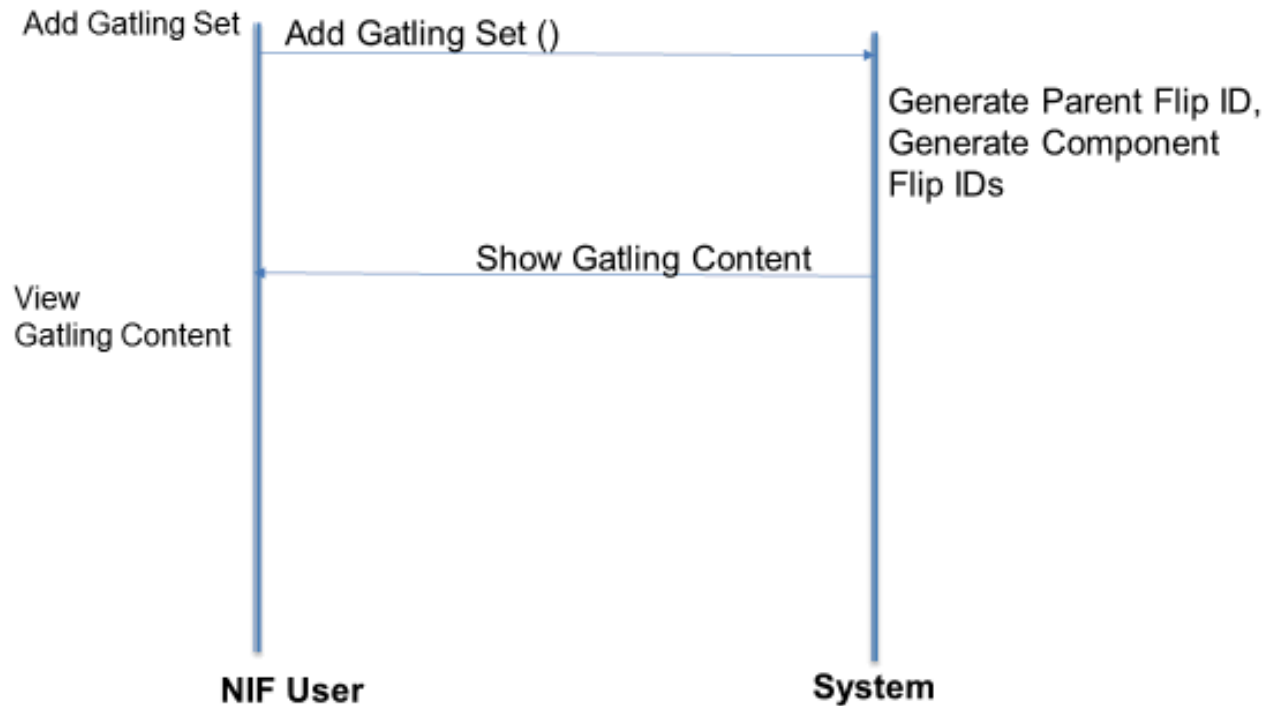 Add Gatling Set
Add Gatling Set ()
Generate Parent Flip ID,
Generate Component
Flip IDs
Show Gatling Content
View
Gatling Content
NIF User
System